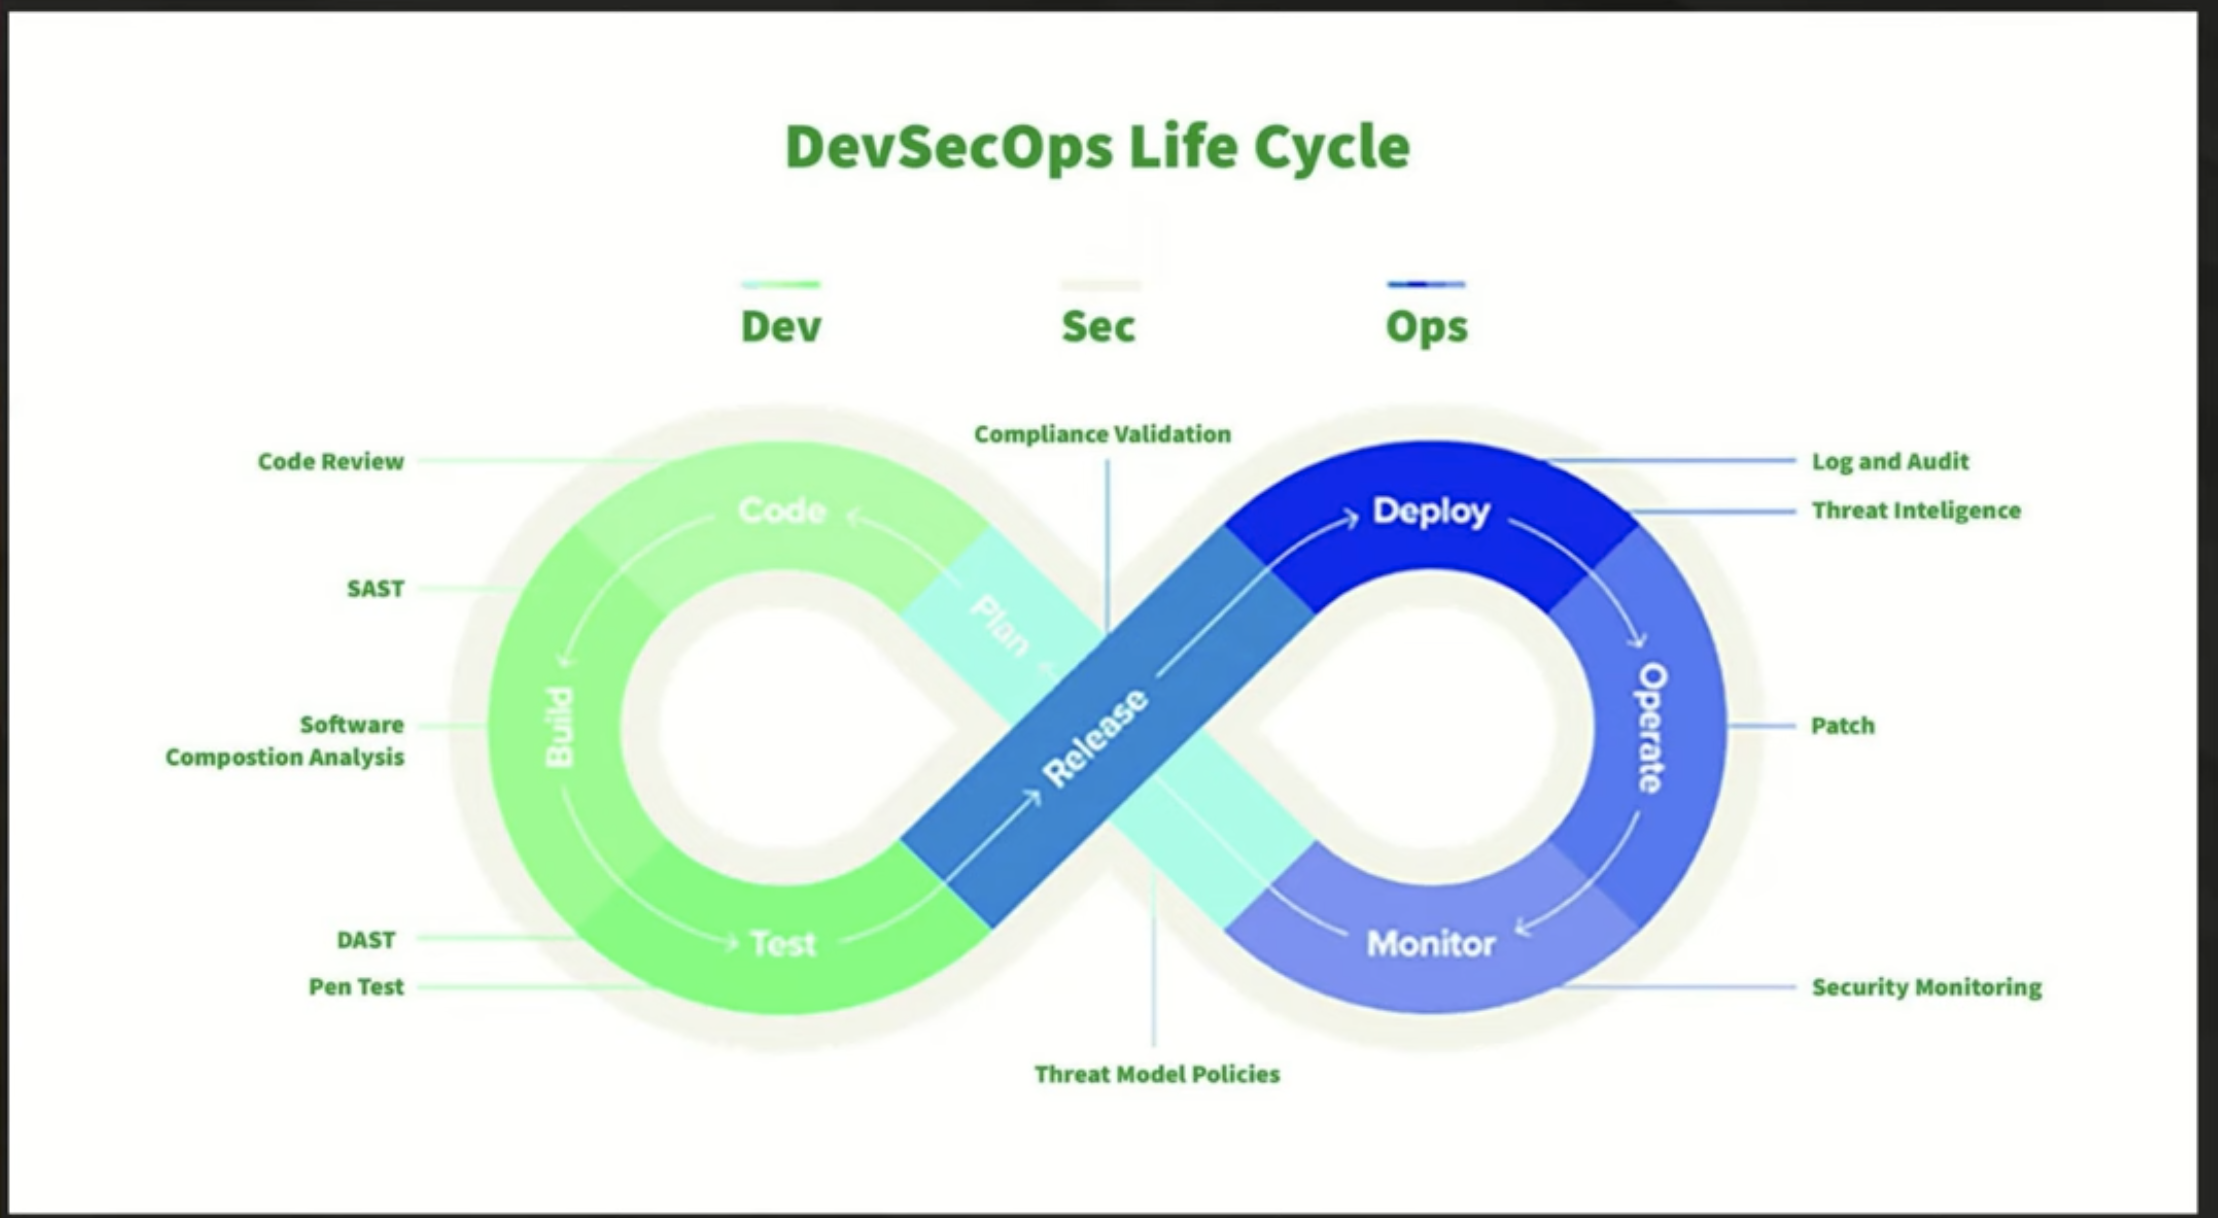 DevSecOps Life Cycle
Dev
Sec
Ops
Compliance Validation
Code Review
SAST
Software
Compostion Analysis
DAST
Pen Test
Code
Plan
Build
Test
Release
Deploy
Operate
Monitor
Log and Audit
Threat Inteligence
Patch
Security Monitoring
Threat Model Policies